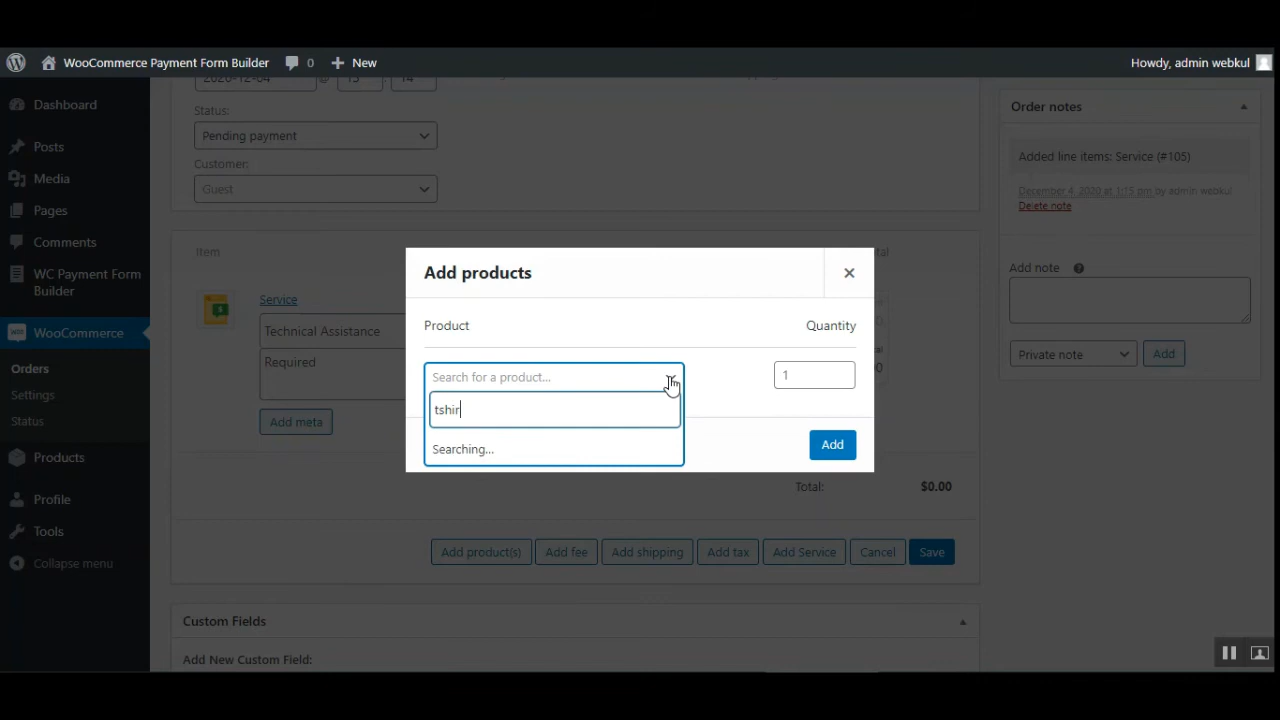 WooCommerce Payment Form Builder 0 New Howdy, admin webkul
Dashboard
Posts
Media
Pages
Comments
WC Payment Form
Builder
WooCommerce
Orders
Settings
Status
Products
Profile
Tools
Collapse menu
Status:
Pending payment
Customer:
Guest
Item
Service
Technical Assistance
Required
Add meta
Add products
Product Quantity
Search for a product...
1
tshir
Searching...
Add
Total: $0.00
Add product(s) Add fee Add shipping Add tax Add Service Cancel Save
Custom Fields
Add New Custom Field:
Order notes
Added line items: Service (#105)
December 4, 2020 at 1:15 pm by admin webkul
Delete note
Add note
Private note Add